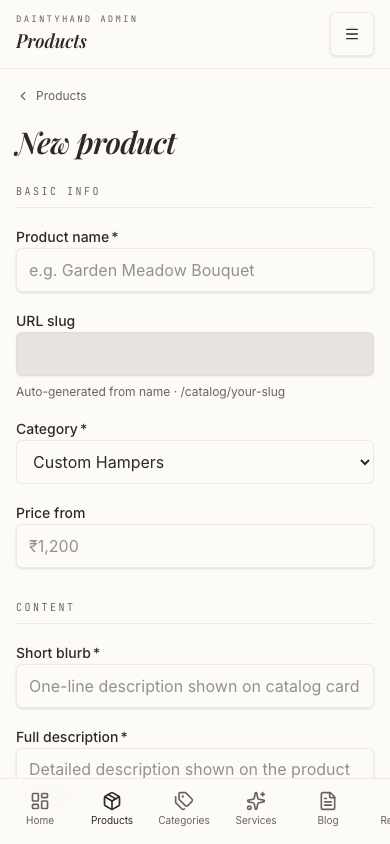 DAINTYHAND ADMIN
Products
Products
New product
BASIC INFO
Product name *
e.g. Garden Meadow Bouquet
URL slug
Auto-generated from name · /catalog/your-slug
Category *
Custom Hampers
Price from
₹1,200
CONTENT
Short blurb *
One-line description shown on catalog card
Full description *
Detailed description shown on the product
Home Products Categories Services Blog Re